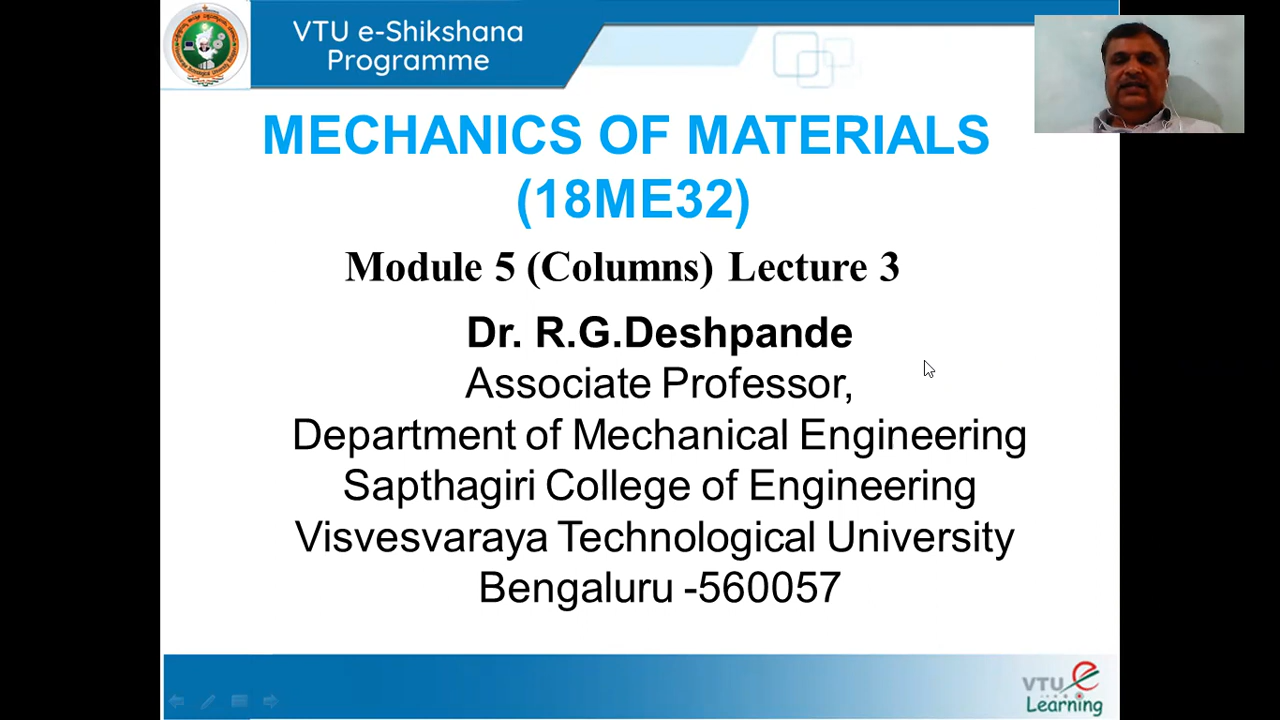 VTU e-Shikshana
Programme
MECHANICS OF MATERIALS
(18ME32)
Module 5 (Columns) Lecture 3
Dr. R.G.Deshpande
Associate Professor,
Department of Mechanical Engineering
Sapthagiri College of Engineering
Visvesvaraya Technological University
Bengaluru -560057
VTU e
Learning